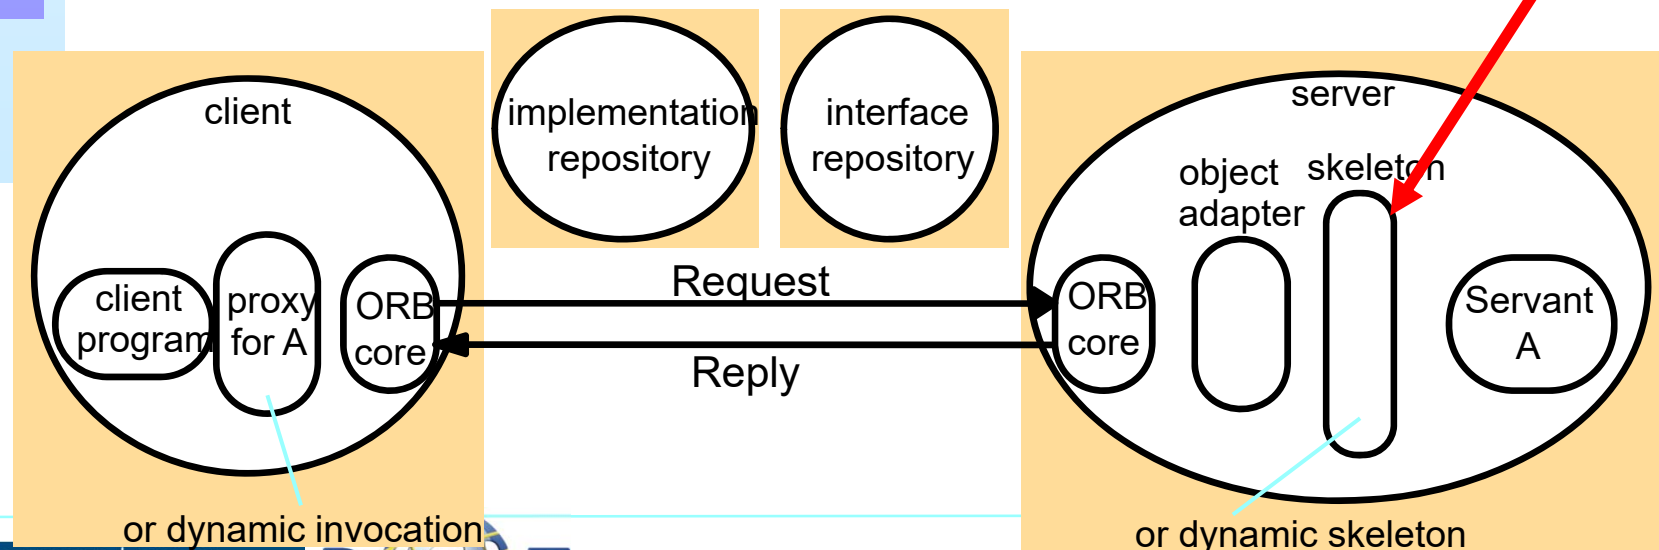 client
implementation
repository
interface
repository
server
object
adapter
skeleton
client
program
proxy
for A
ORB
core
Request
Reply
ORB
core
Servant
A
or dynamic invocation
or dynamic skeleton